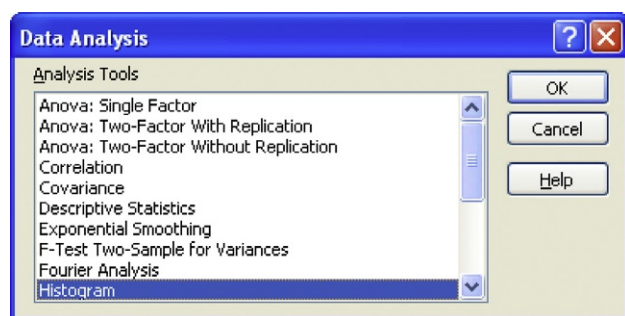 Data Analysis
Analysis Tools
Anova: Single Factor
Anova: Two-Factor With Replication
Anova: Two-Factor Without Replication
Correlation
Covariance
Descriptive Statistics
Exponential Smoothing
F-Test Two-Sample for Variances
Fourier Analysis
Histogram
OK
Cancel
Help